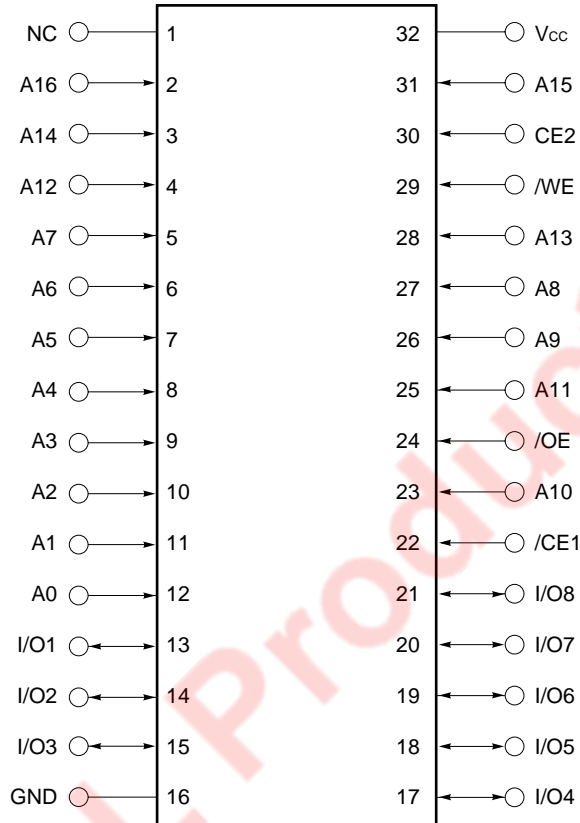 NC 1 32 Vcc
A16 2 31 A15
A14 3 30 CE2
A12 4 29 /WE
A7 5 28 A13
A6 6 27 A8
A5 7 26 A9
A4 8 25 A11
A3 9 24 /OE
A2 10 23 A10
A1 11 22 /CE1
A0 12 21 I/O8
I/O1 13 20 I/O7
I/O2 14 19 I/O6
I/O3 15 18 I/O5
GND 16 17 I/O4
L Produc